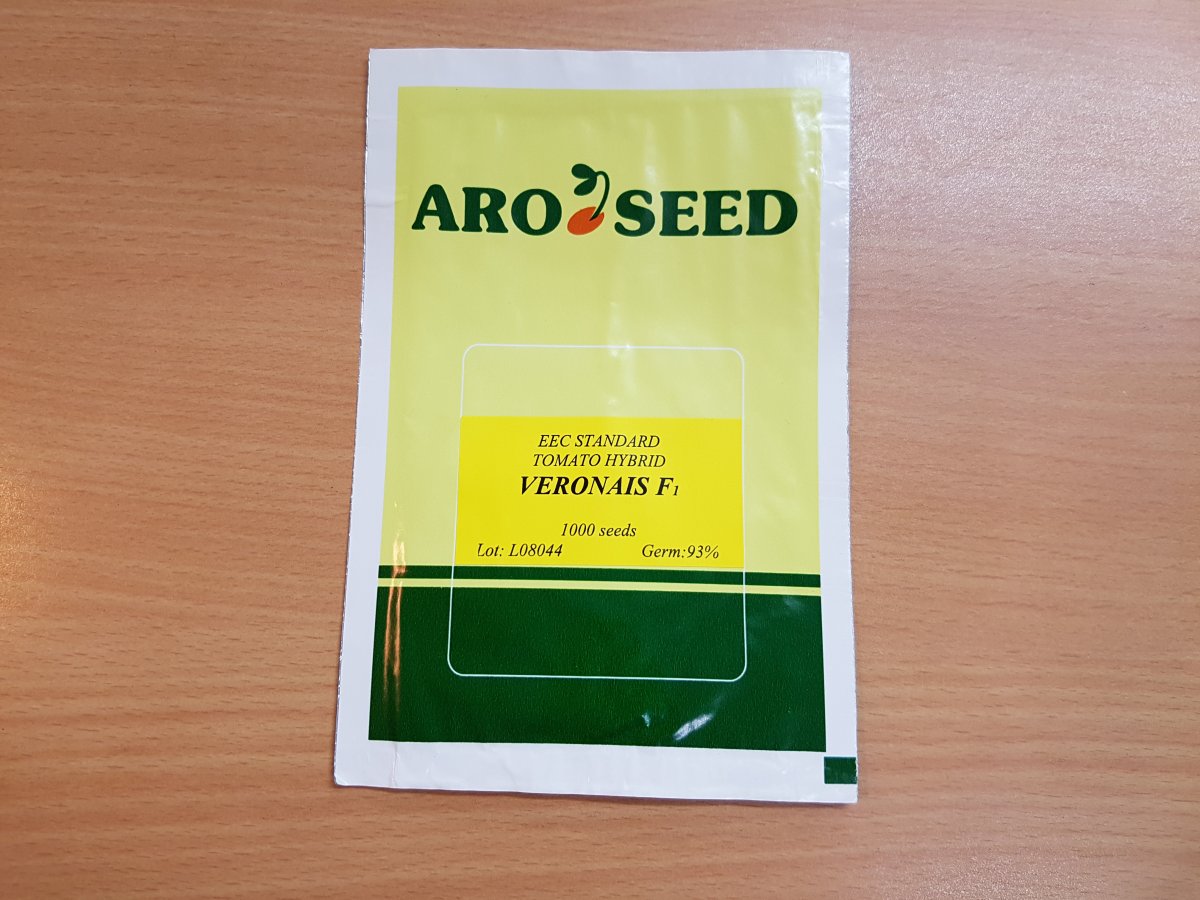 ARO SEED
EEC STANDARD
TOMATO HYBRID
VERONAIS F1
1000 seeds
Lot: L08044 Germ:93%